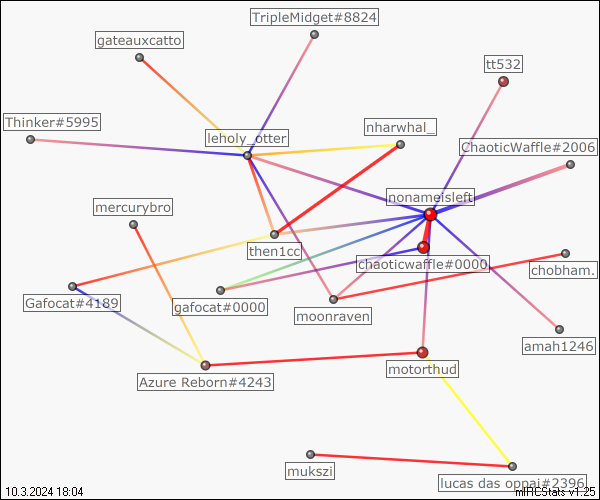 TripleMidget#8824
gateauxcatto
tt532
Thinker#5995
nharwhal_
leholy_otter
ChaoticWaffle#2006
nonameisleft
mercurybro
then1cc
chaoticwaffle#0000
chobham.
Gafocat#4189
gafocat#0000
moonraven
amah1246
motorthud
Azure Reborn#4243
mukszi
lucas das oppai#2396
10.3.2024 18:04
mIRCStats v1.25